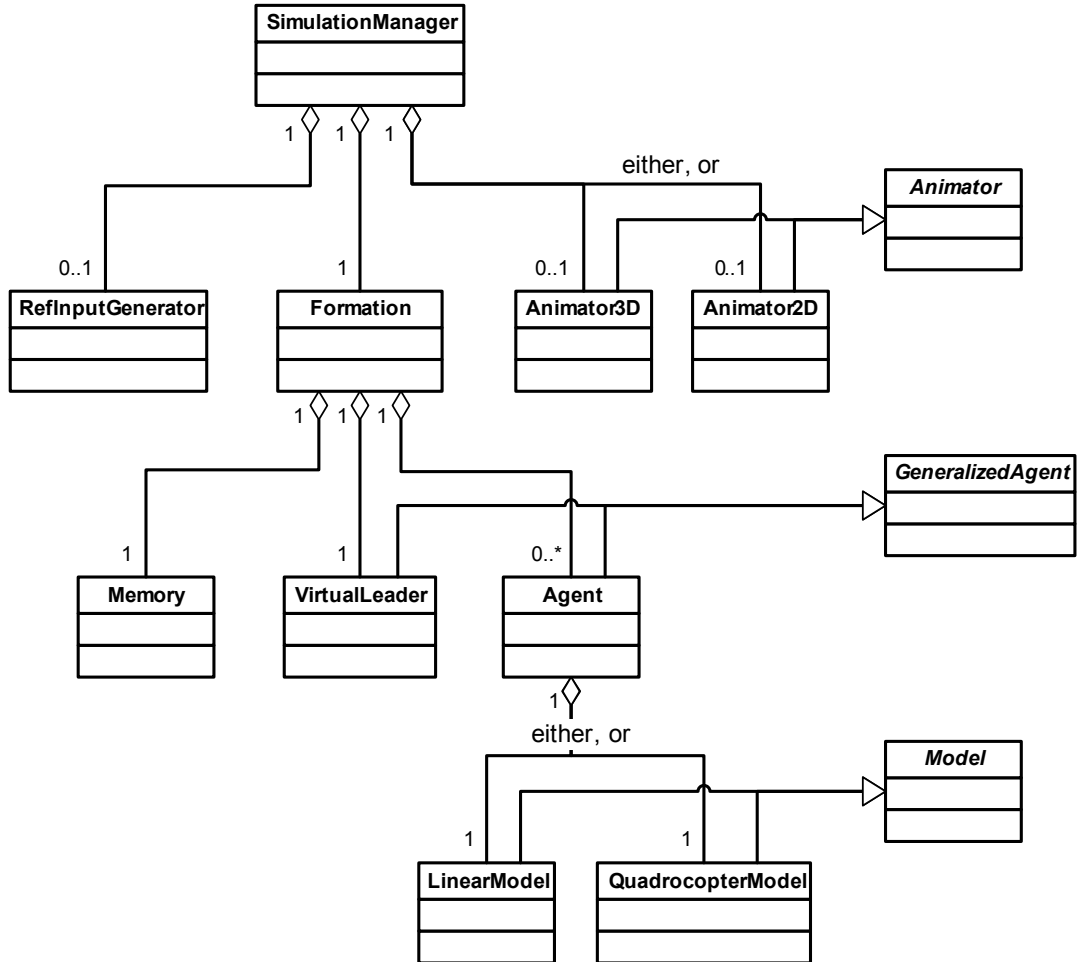 SimulationManager
1
1
1
either, or
Animator
0..1
1
0..1
0..1
RefInputGenerator
Formation
Animator3D
Animator2D
1
1
1
GeneralizedAgent
1
1
0..*
Memory
VirtualLeader
Agent
1
either, or
Model
1
1
LinearModel
QuadrocopterModel